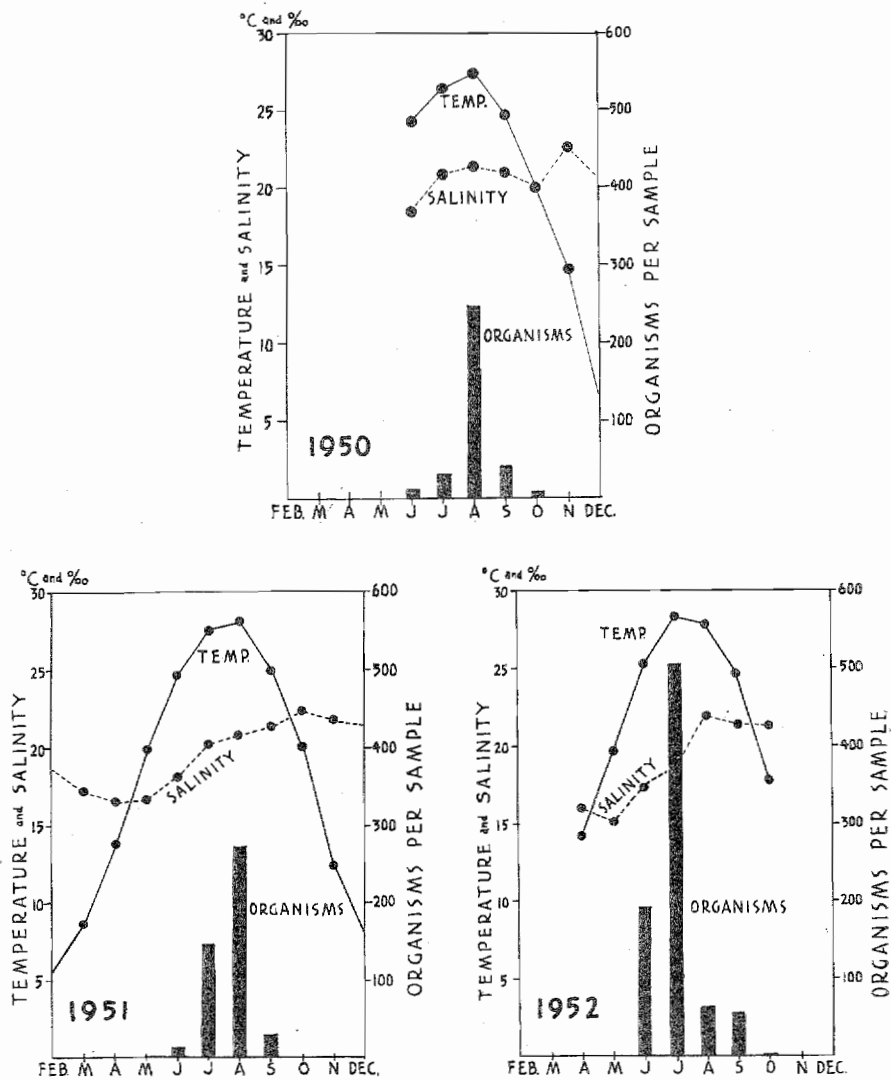 °C and ‰
30
25
20
15
10
5
600
500
400
300
200
100
TEMPERATURE and SALINITY
ORGANISMS PER SAMPLE
TEMP.
SALINITY
ORGANISMS
1950
FEB. M A M J J A S O N DEC.
°C and ‰
30
25
20
15
10
5
600
500
400
300
200
100
TEMPERATURE and SALINITY
ORGANISMS PER SAMPLE
TEMP.
SALINITY
ORGANISMS
1951
FEB. M A M J J A S O N DEC.
°C and ‰
30
25
20
15
10
5
600
500
400
300
200
100
TEMPERATURE and SALINITY
ORGANISMS PER SAMPLE
TEMP.
SALINITY
ORGANISMS
1952
FEB. M A M J J A S O N DEC.